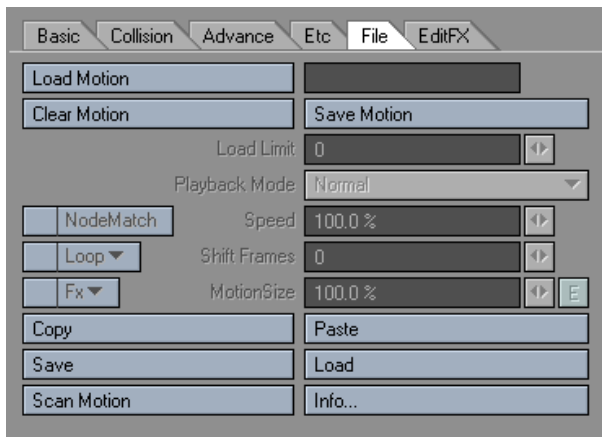 Basic Collision Advance Etc File EditFX
Load Motion
Clear Motion Save Motion
Load Limit 0
Playback Mode Normal
NodeMatch Speed 100.0 %
Loop Shift Frames 0
Fx MotionSize 100.0 % E
Copy Paste
Save Load
Scan Motion Info...